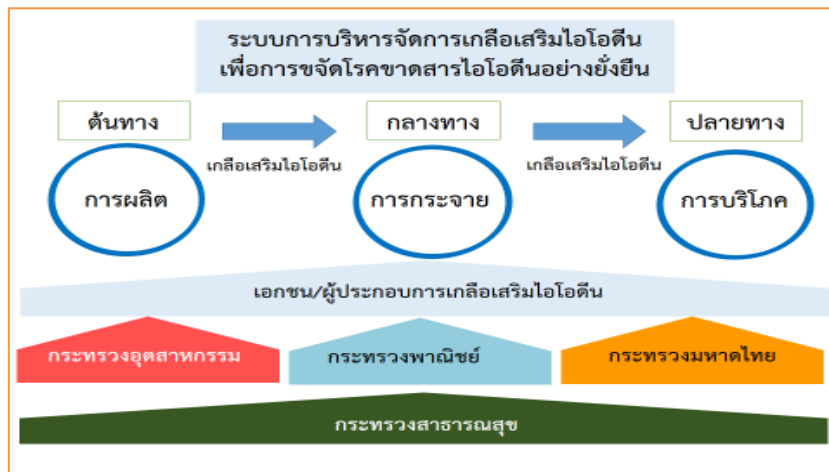 ระบบการบริหารจัดการเกลือเสริมไอโอดีน
เพื่อการขจัดโรคขาดสารไอโอดีนอย่างยั่งยืน
ต้นทาง
กลางทาง
ปลายทาง
เกลือเสริมไอโอดีน
เกลือเสริมไอโอดีน
การผลิต
การกระจาย
การบริโภค
เอกชน/ผู้ประกอบการเกลือเสริมไอโอดีน
กระทรวงอุตสาหกรรม
กระทรวงพาณิชย์
กระทรวงมหาดไทย
กระทรวงสาธารณสุข